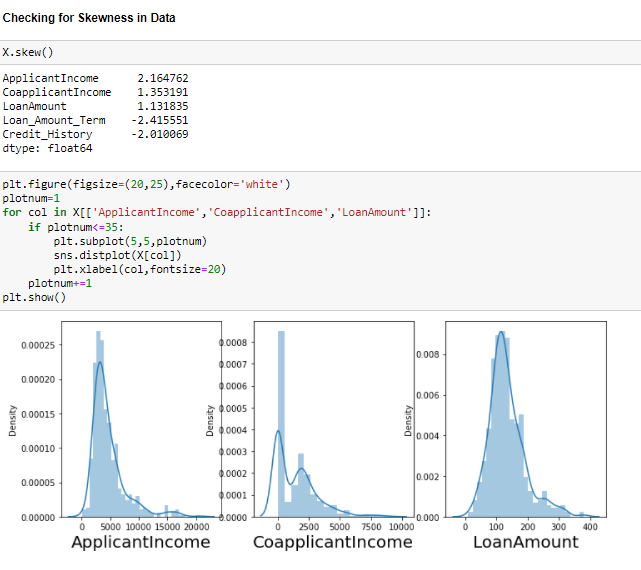 Checking for Skewness in Data
X.skew()
ApplicantIncome 2.164762
CoapplicantIncome 1.353191
LoanAmount 1.131835
Loan_Amount_Term -2.415551
Credit_History -2.010069
dtype: float64
plt.figure(figsize=(20,25),facecolor='white')
plotnum=1
for col in X[['ApplicantIncome','CoapplicantIncome','LoanAmount']]:
    if plotnum<=35:
        plt.subplot(5,5,plotnum)
        sns.distplot(X[col])
        plt.xlabel(col,fontsize=20)
    plotnum+=1
plt.show()
Density
0.00025
0.00020
0.00015
0.00010
0.00005
0.00000
0 5000 10000 15000 20000
ApplicantIncome
Density
0.0008
0.0007
0.0006
0.0005
0.0004
0.0003
0.0002
0.0001
0.0000
0 2500 5000 7500 10000
CoapplicantIncome
Density
0.008
0.006
0.004
0.002
0.000
0 100 200 300 400
LoanAmount